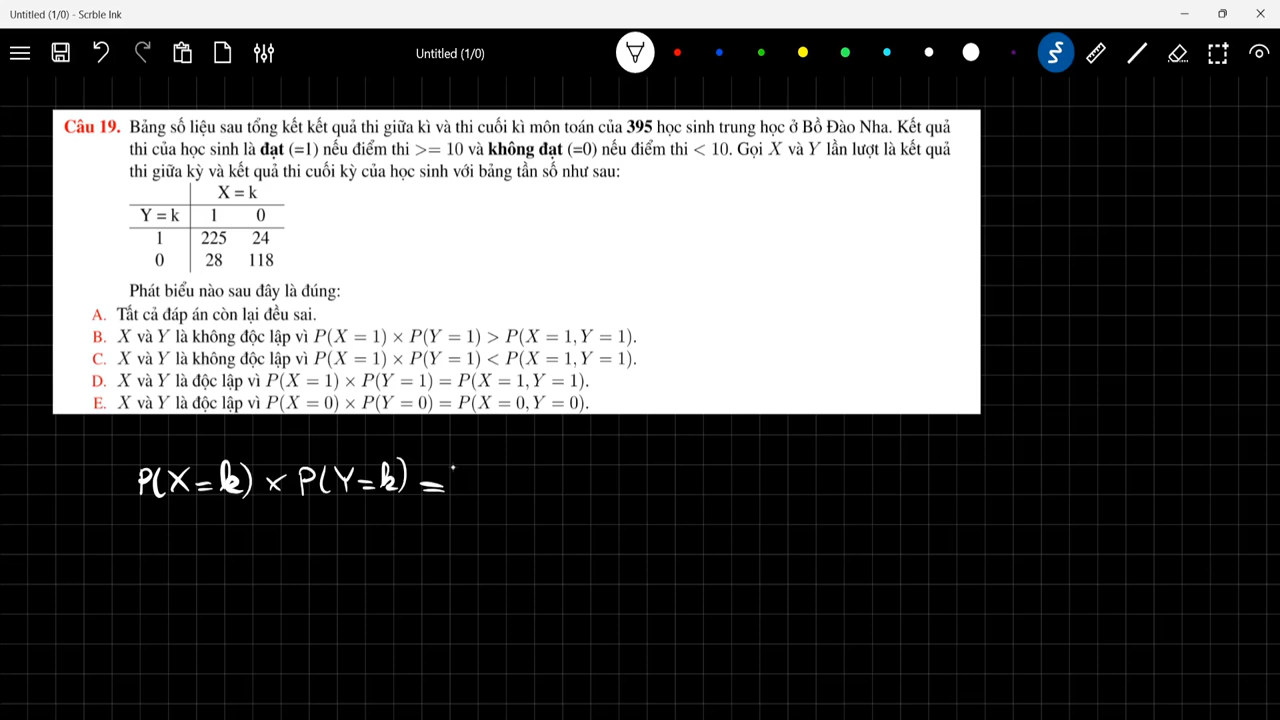 Untitled (1/0) - Scrble Ink
Untitled (1/0)
Câu 19. Bảng số liệu sau tổng kết kết quả thi giữa kì và thi cuối kì môn toán của 395 học sinh trung học ở Bồ Đào Nha. Kết quả
thi của học sinh là đạt (=1) nếu điểm thi >= 10 và không đạt (=0) nếu điểm thi < 10. Gọi X và Y lần lượt là kết quả
thi giữa kỳ và kết quả thi cuối kỳ của học sinh với bảng tần số như sau:
X = k
Y = k 1 0
1 225 24
0 28 118
Phát biểu nào sau đây là đúng:
A. Tất cả đáp án còn lại đều sai.
B. X và Y là không độc lập vì P(X = 1) × P(Y = 1) > P(X = 1, Y = 1).
C. X và Y là không độc lập vì P(X = 1) × P(Y = 1) < P(X = 1, Y = 1).
D. X và Y là độc lập vì P(X = 1) × P(Y = 1) = P(X = 1, Y = 1).
E. X và Y là độc lập vì P(X = 0) × P(Y = 0) = P(X = 0, Y = 0).
P(X = k) × P(Y = k) =